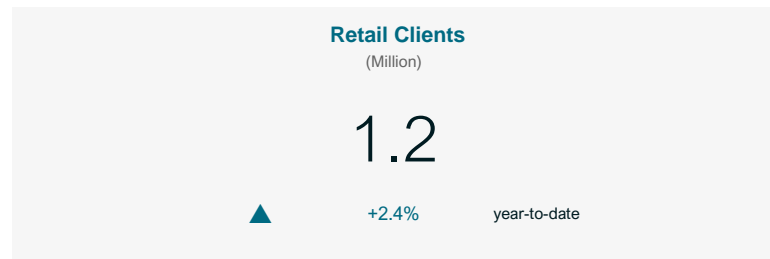 Retail Clients
(Million)
1.2
+2.4% year-to-date